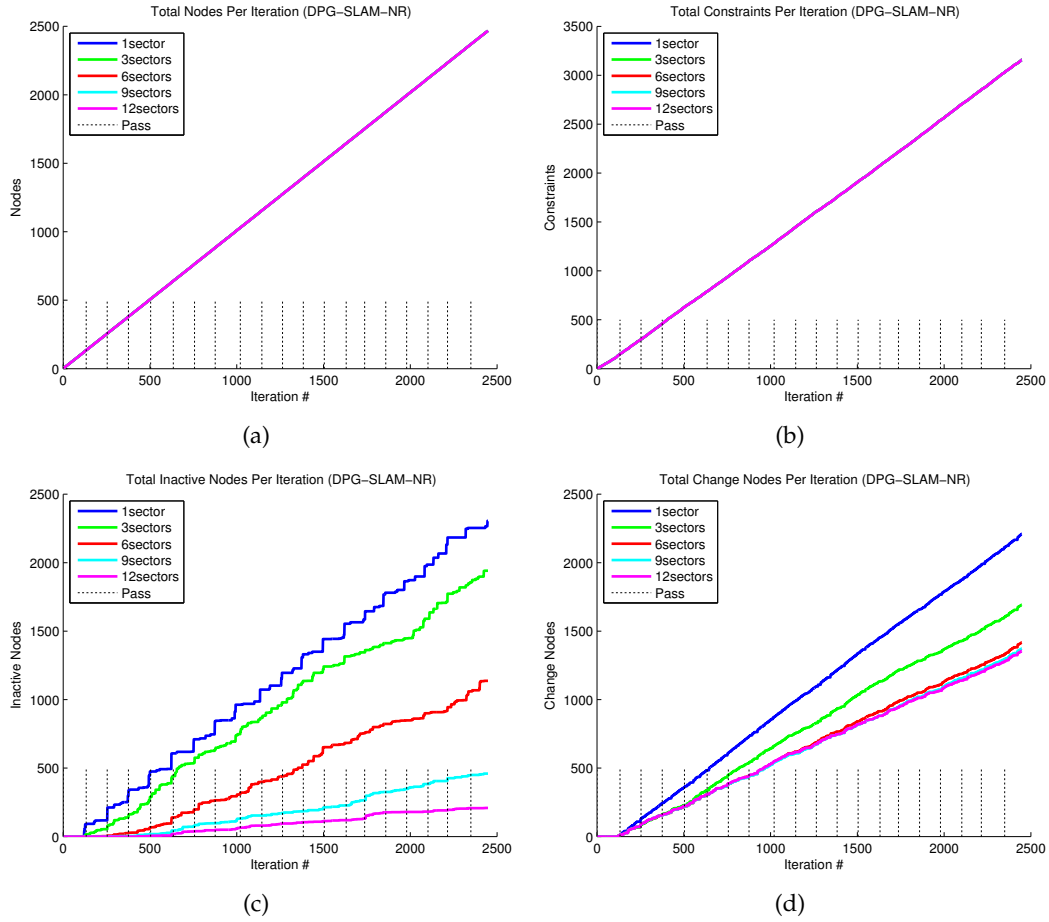 Total Nodes Per Iteration (DPG−SLAM−NR)
2500
2000
1500
1000
500
0
Nodes
1sector
3sectors
6sectors
9sectors
12sectors
Pass
0 500 1000 1500 2000 2500
Iteration #
(a)
Total Constraints Per Iteration (DPG−SLAM−NR)
3500
3000
2500
2000
1500
1000
500
0
Constraints
1sector
3sectors
6sectors
9sectors
12sectors
Pass
0 500 1000 1500 2000 2500
Iteration #
(b)
Total Inactive Nodes Per Iteration (DPG−SLAM−NR)
2500
2000
1500
1000
500
0
Inactive Nodes
1sector
3sectors
6sectors
9sectors
12sectors
Pass
0 500 1000 1500 2000 2500
Iteration #
(c)
Total Change Nodes Per Iteration (DPG−SLAM−NR)
2500
2000
1500
1000
500
0
Change Nodes
1sector
3sectors
6sectors
9sectors
12sectors
Pass
0 500 1000 1500 2000 2500
Iteration #
(d)